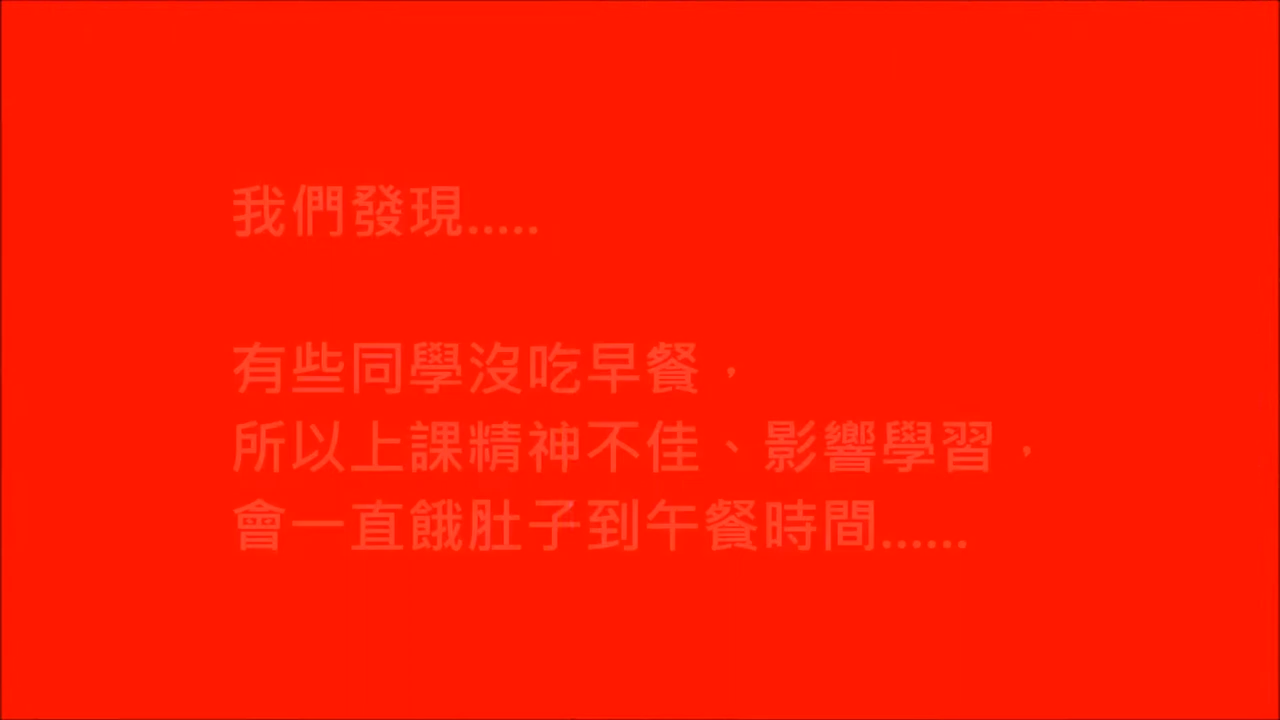 我們發現.....
有些同學沒吃早餐，
所以上課精神不佳、影響學習，
會一直餓肚子到午餐時間......